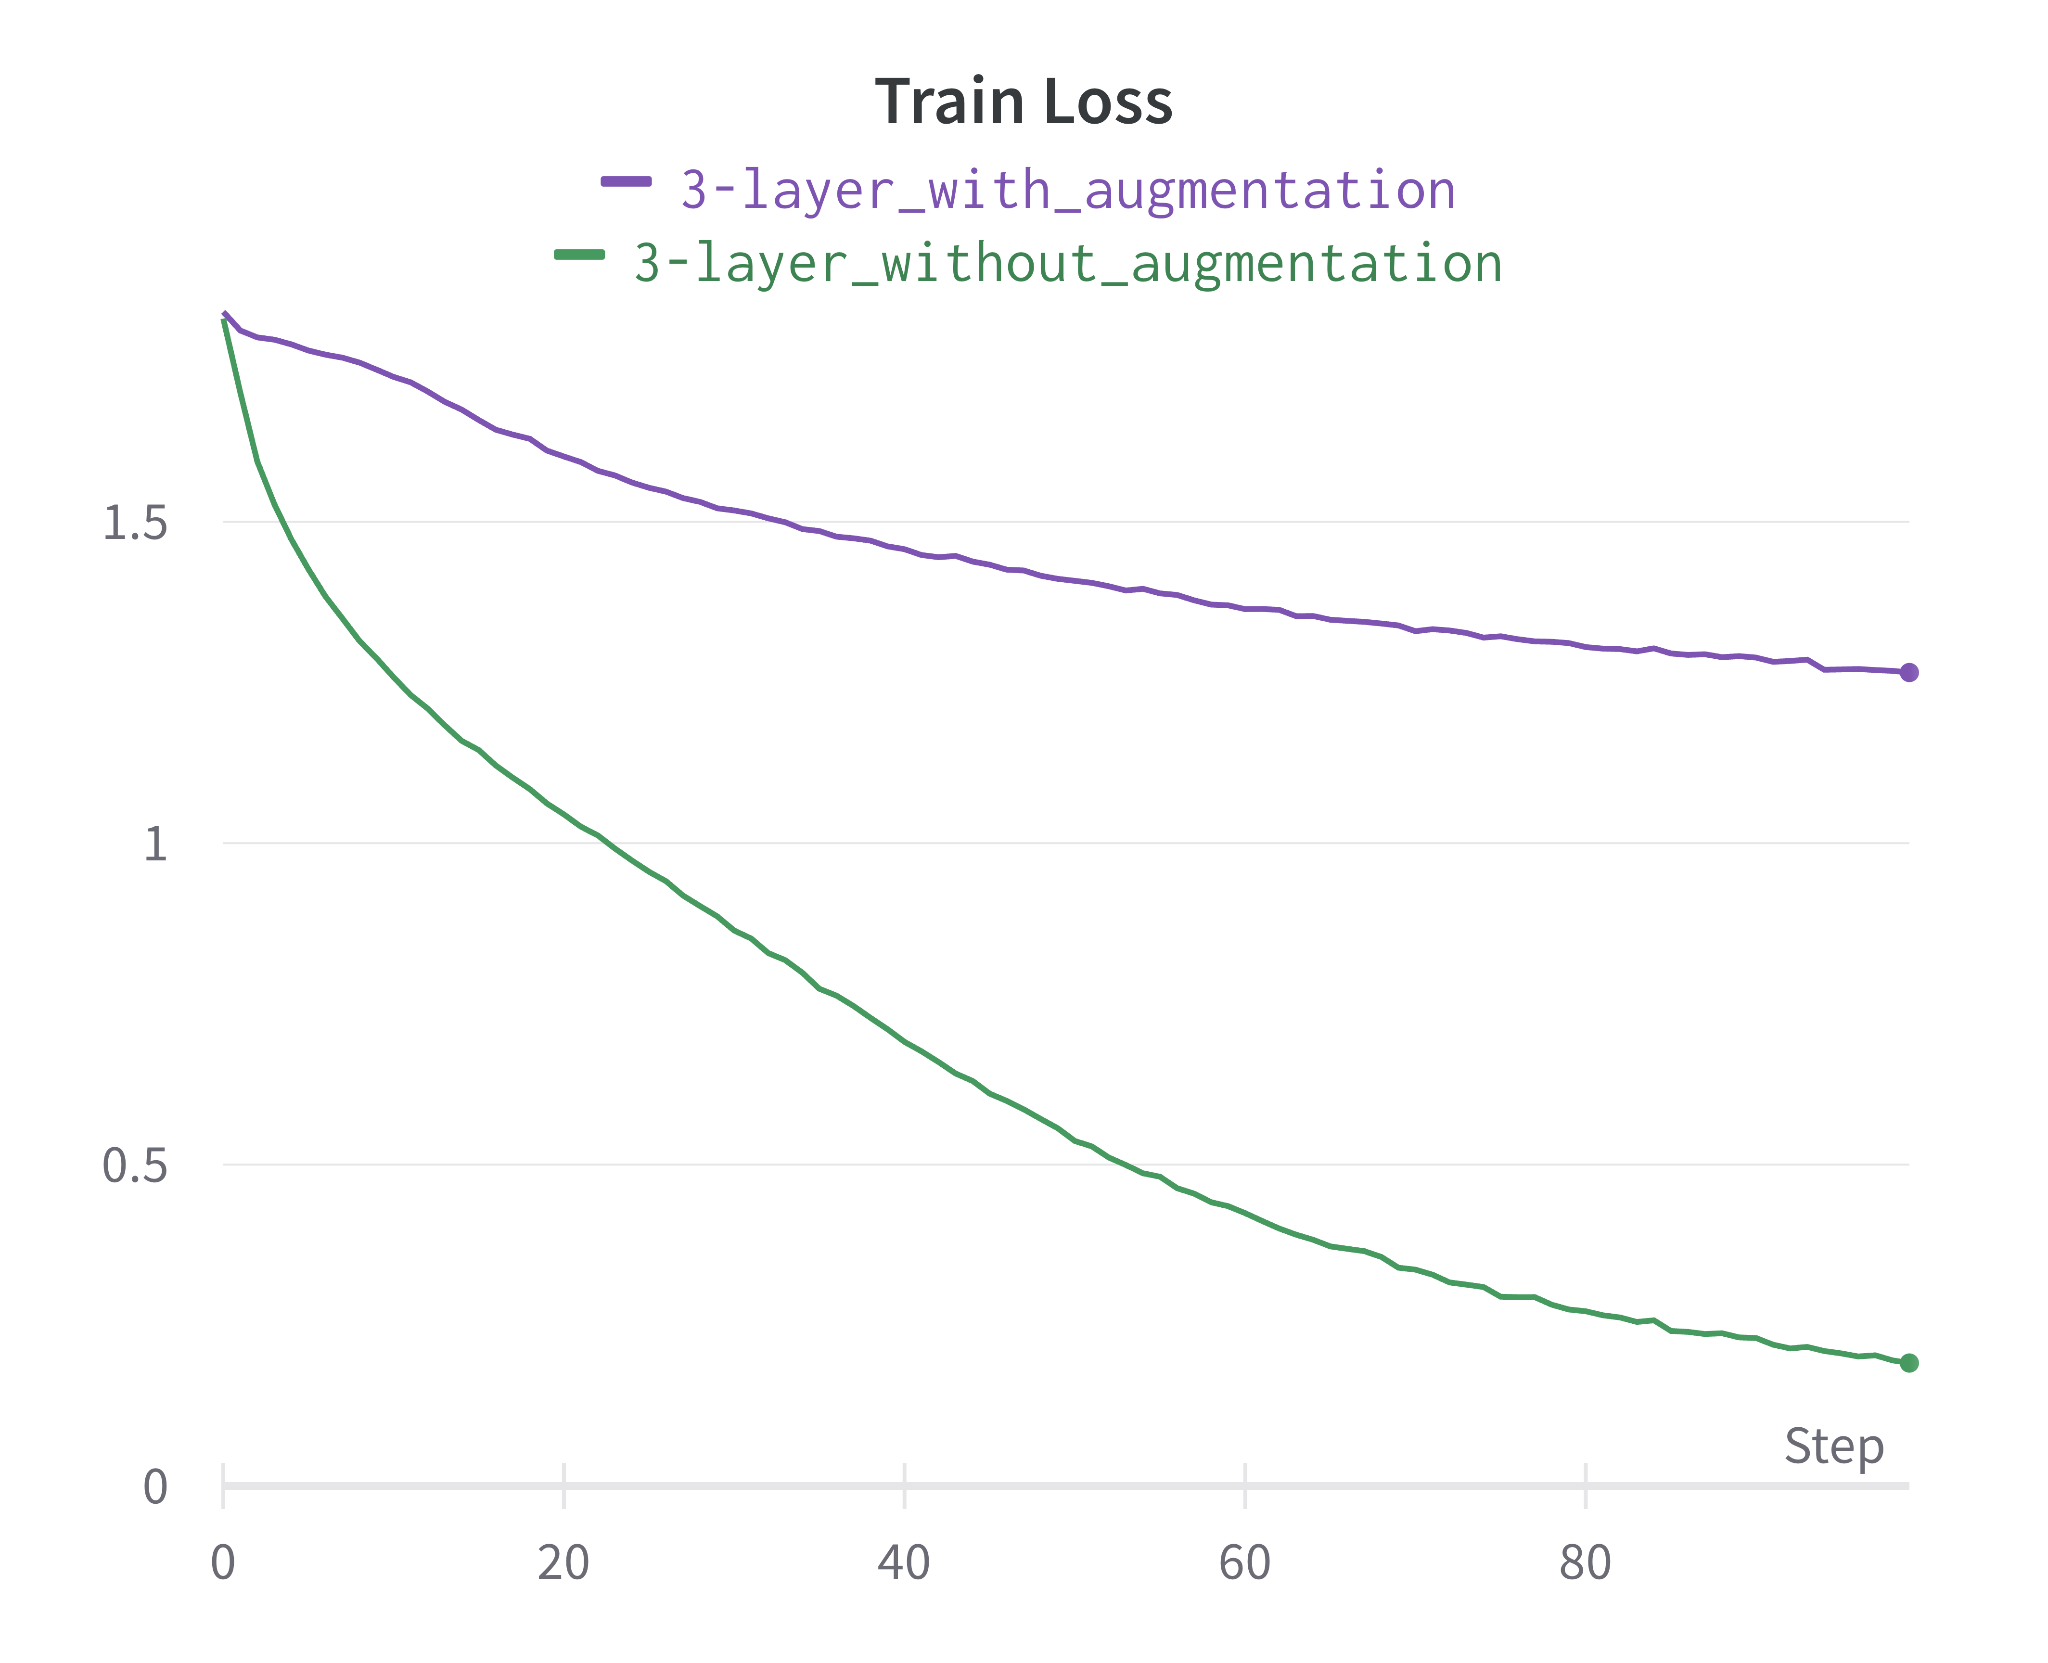 Train Loss
3-layer_with_augmentation
3-layer_without_augmentation
1.5
1
0.5
0
Step
0 20 40 60 80